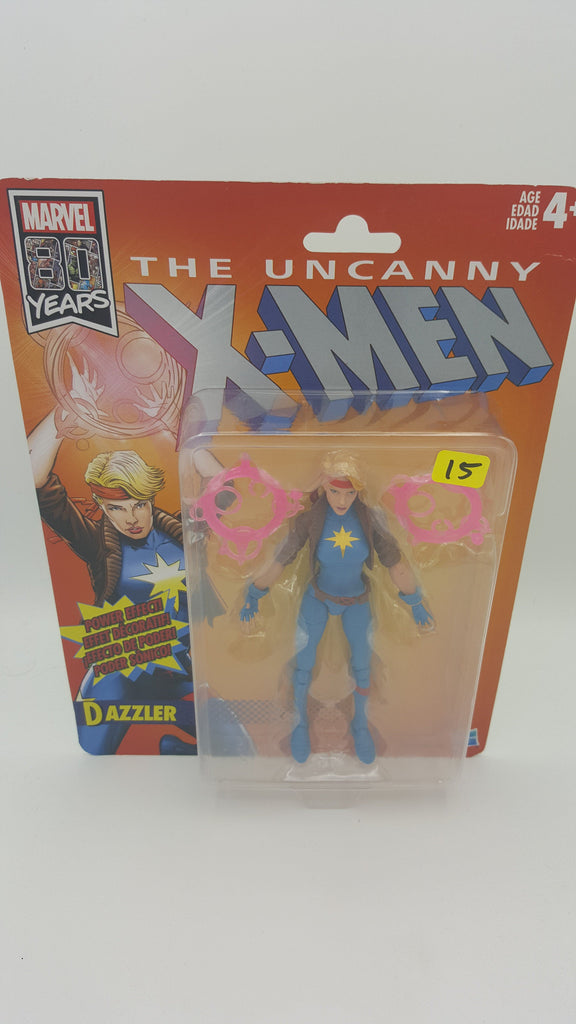 MARVEL
80
YEARS
AGE
EDAD
IDADE
4+
THE UNCANNY
X-MEN
15
POWER EFFECT!
EFFET DÉCORATIF!
¡EFECTO DE PODER!
PODER SÔNICO!
DAZZLER